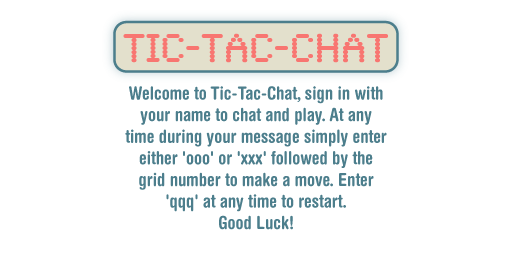 TIC-TAC-CHAT
Welcome to Tic-Tac-Chat, sign in with
your name to chat and play. At any
time during your message simply enter
either 'ooo' or 'xxx' followed by the
grid number to make a move. Enter
'qqq' at any time to restart.
Good Luck!